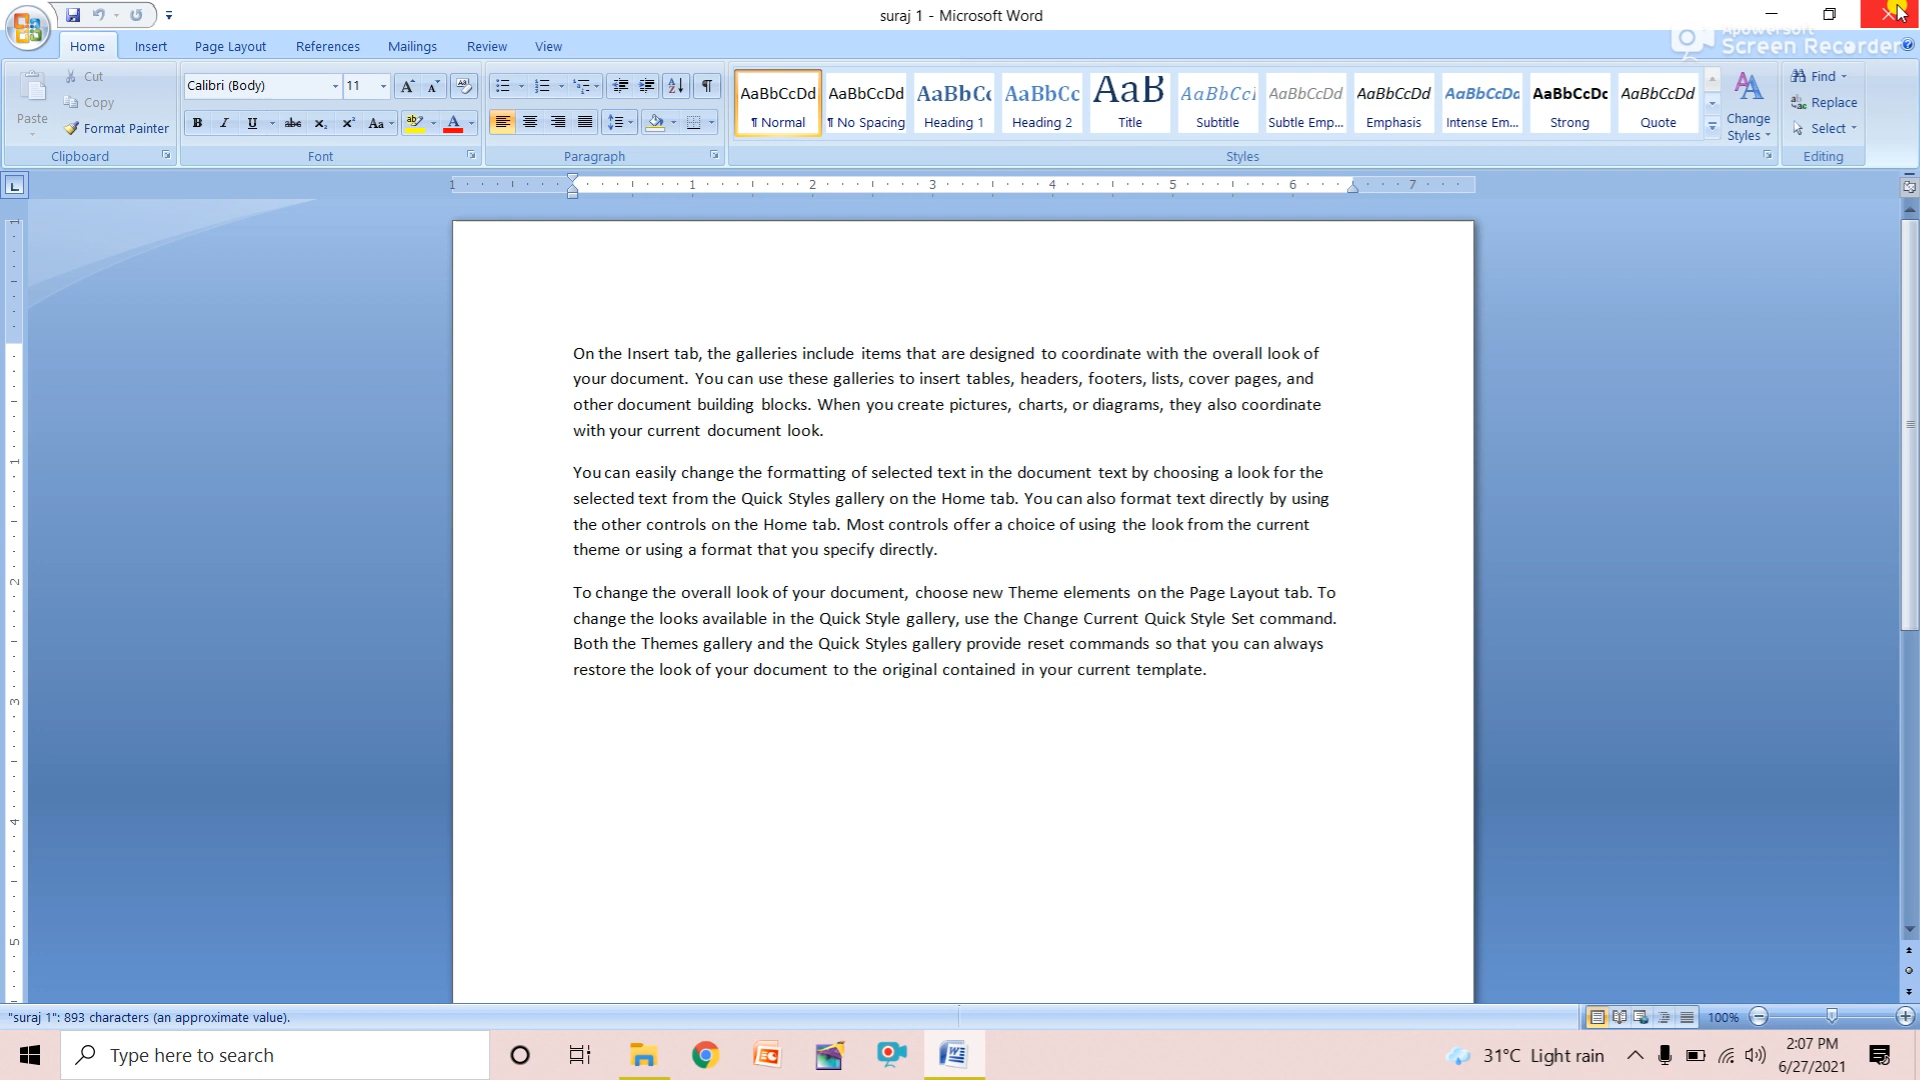 suraj 1 - Microsoft Word
Home Insert Page Layout References Mailings Review View
Apowersoft
Screen Recorder
Paste
Cut
Copy
Format Painter
Clipboard
Calibri (Body) 11
Font
Paragraph
AaBbCcDd AaBbCcDd AaBbCc AaBbCc AaB AaBbCcI AaBbCcDd AaBbCcDd AaBbCcDd AaBbCcDc AaBbCcDd
¶ Normal ¶ No Spacing Heading 1 Heading 2 Title Subtitle Subtle Emp... Emphasis Intense Em... Strong Quote
Change
Styles
Styles
Find
Replace
Select
Editing
1 1 2 3 4 5 6 7
On the Insert tab, the galleries include items that are designed to coordinate with the overall look of
your document. You can use these galleries to insert tables, headers, footers, lists, cover pages, and
other document building blocks. When you create pictures, charts, or diagrams, they also coordinate
with your current document look.
You can easily change the formatting of selected text in the document text by choosing a look for the
selected text from the Quick Styles gallery on the Home tab. You can also format text directly by using
the other controls on the Home tab. Most controls offer a choice of using the look from the current
theme or using a format that you specify directly.
To change the overall look of your document, choose new Theme elements on the Page Layout tab. To
change the looks available in the Quick Style gallery, use the Change Current Quick Style Set command.
Both the Themes gallery and the Quick Styles gallery provide reset commands so that you can always
restore the look of your document to the original contained in your current template.
"suraj 1": 893 characters (an approximate value).
100%
Type here to search
31°C Light rain
2:07 PM
6/27/2021